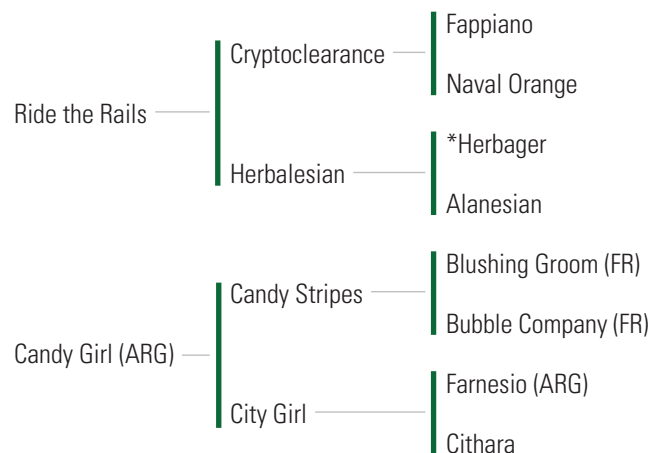 Fappiano
Cryptoclearance
Naval Orange
Ride the Rails
*Herbager
Herbalesian
Alanesian
Blushing Groom (FR)
Candy Stripes
Bubble Company (FR)
Candy Girl (ARG)
Farnesio (ARG)
City Girl
Cithara